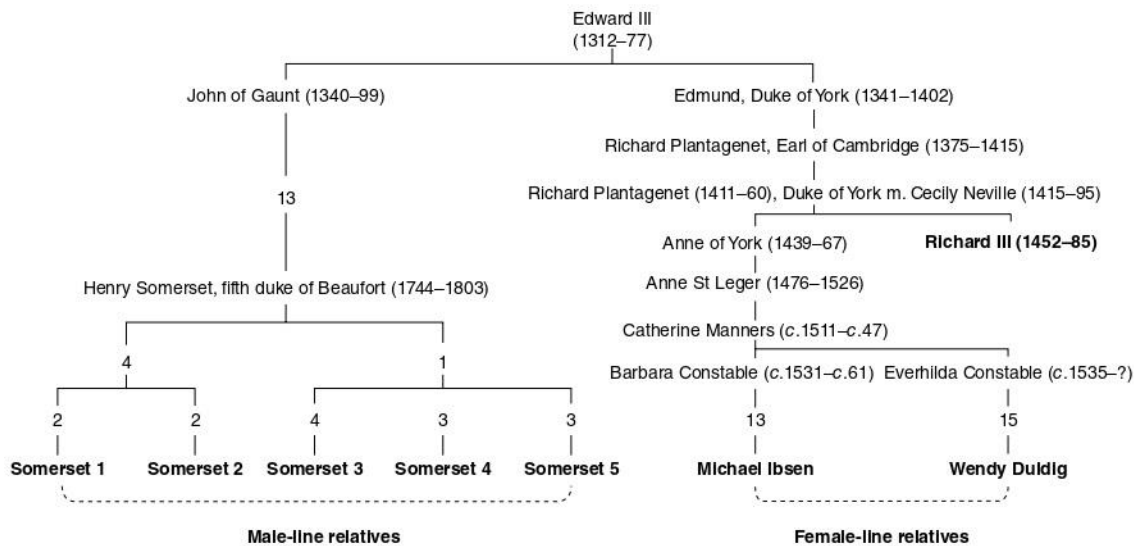 Edward III
(1312–77)
John of Gaunt (1340–99)
Edmund, Duke of York (1341–1402)
Richard Plantagenet, Earl of Cambridge (1375–1415)
13
Richard Plantagenet (1411–60), Duke of York m. Cecily Neville (1415–95)
Anne of York (1439–67)
Richard III (1452–85)
Henry Somerset, fifth duke of Beaufort (1744–1803)
Anne St Leger (1476–1526)
Catherine Manners (c.1511–c.47)
4
1
Barbara Constable (c.1531–c.61)
Everhilda Constable (c.1535–?)
2
2
4
3
3
13
15
Somerset 1
Somerset 2
Somerset 3
Somerset 4
Somerset 5
Michael Ibsen
Wendy Duldig
Male-line relatives
Female-line relatives